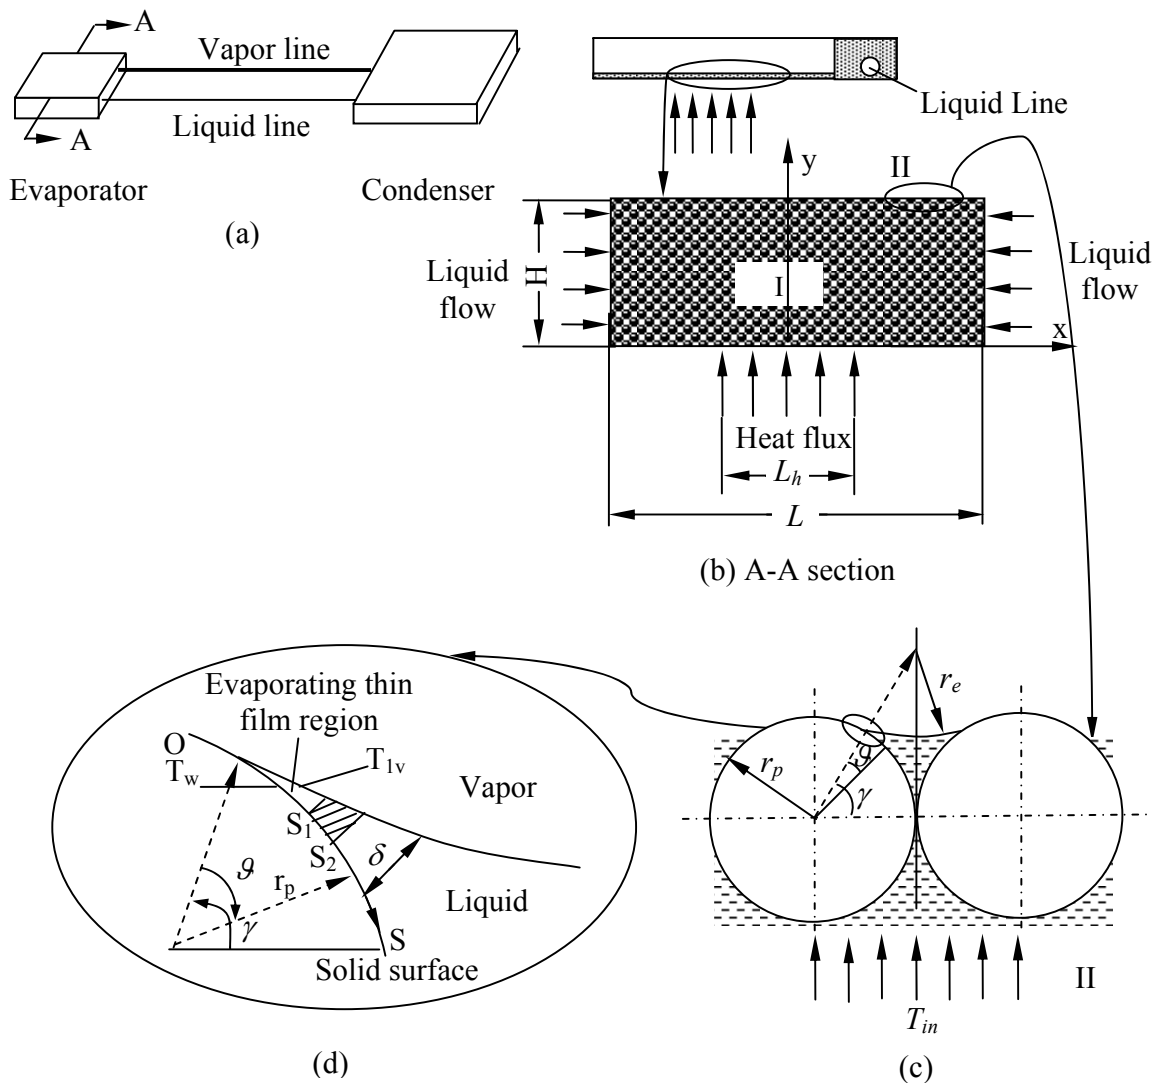 A
Vapor line
Liquid line
A
Evaporator
Condenser
(a)
Liquid Line
y
II
Liquid
flow
H
I
Liquid
flow
x
Heat flux
L_h
L
(b) A-A section
Evaporating thin
film region
O
T_w
T_1v
Vapor
S_1
S_2
δ
ϑ
r_p
γ
Liquid
S
Solid surface
(d)
r_e
r_p
ϑ
γ
II
T_in
(c)